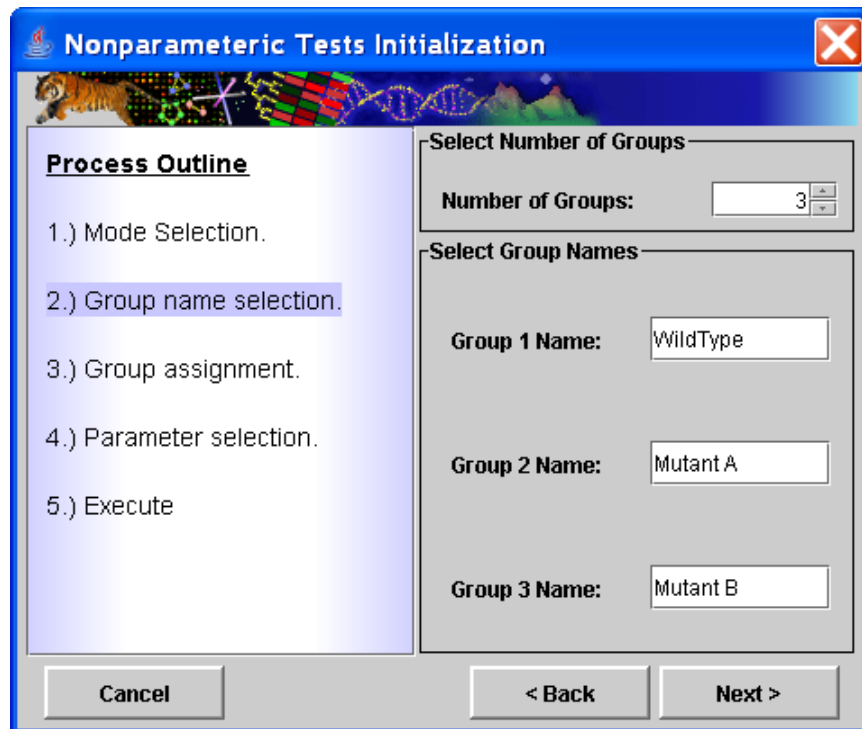 Nonparameteric Tests Initialization
Process Outline
1.) Mode Selection.
2.) Group name selection.
3.) Group assignment.
4.) Parameter selection.
5.) Execute
Select Number of Groups
Number of Groups: 3
Select Group Names
Group 1 Name: WildType
Group 2 Name: Mutant A
Group 3 Name: Mutant B
Cancel < Back Next >